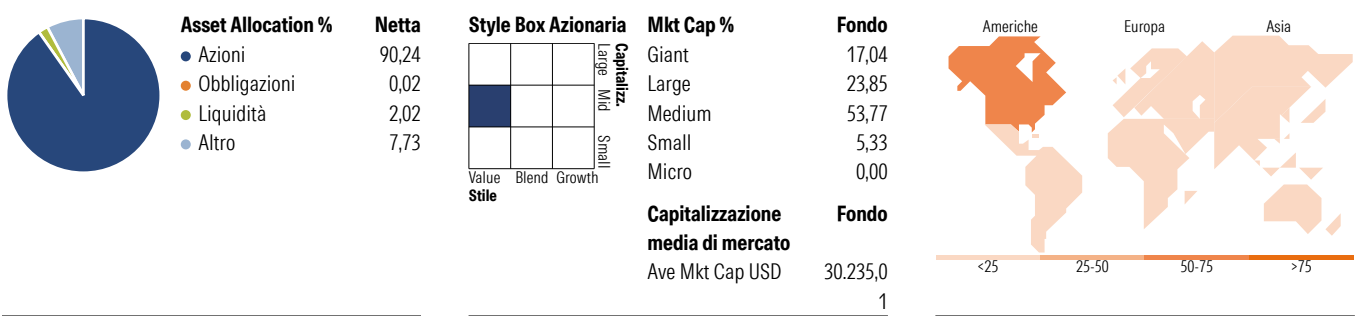 Asset Allocation % Netta
Azioni 90,24
Obbligazioni 0,02
Liquidità 2,02
Altro 7,73
Style Box Azionaria
Large Mid Small
Capitalizz.
Value Blend Growth
Stile
Mkt Cap % Fondo
Giant 17,04
Large 23,85
Medium 53,77
Small 5,33
Micro 0,00
Capitalizzazione Fondo
media di mercato
Ave Mkt Cap USD 30.235,0
1
Americhe Europa Asia
<25 25-50 50-75 >75